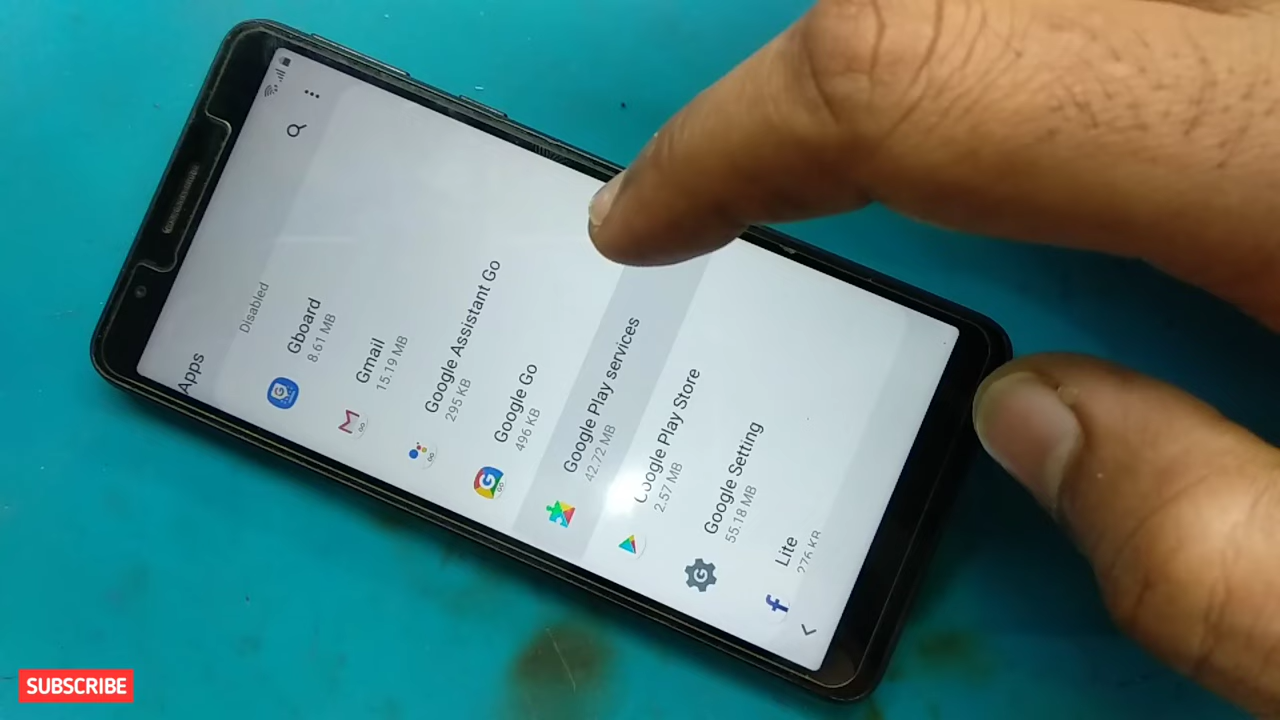 Apps
Disabled
Gboard
8.61 MB
Gmail
15.19 MB
Google Assistant Go
295 KB
Google Go
496 KB
Google Play services
42.72 MB
Google Play Store
2.57 MB
Google Setting
55.18 MB
Lite
276 KB
SUBSCRIBE